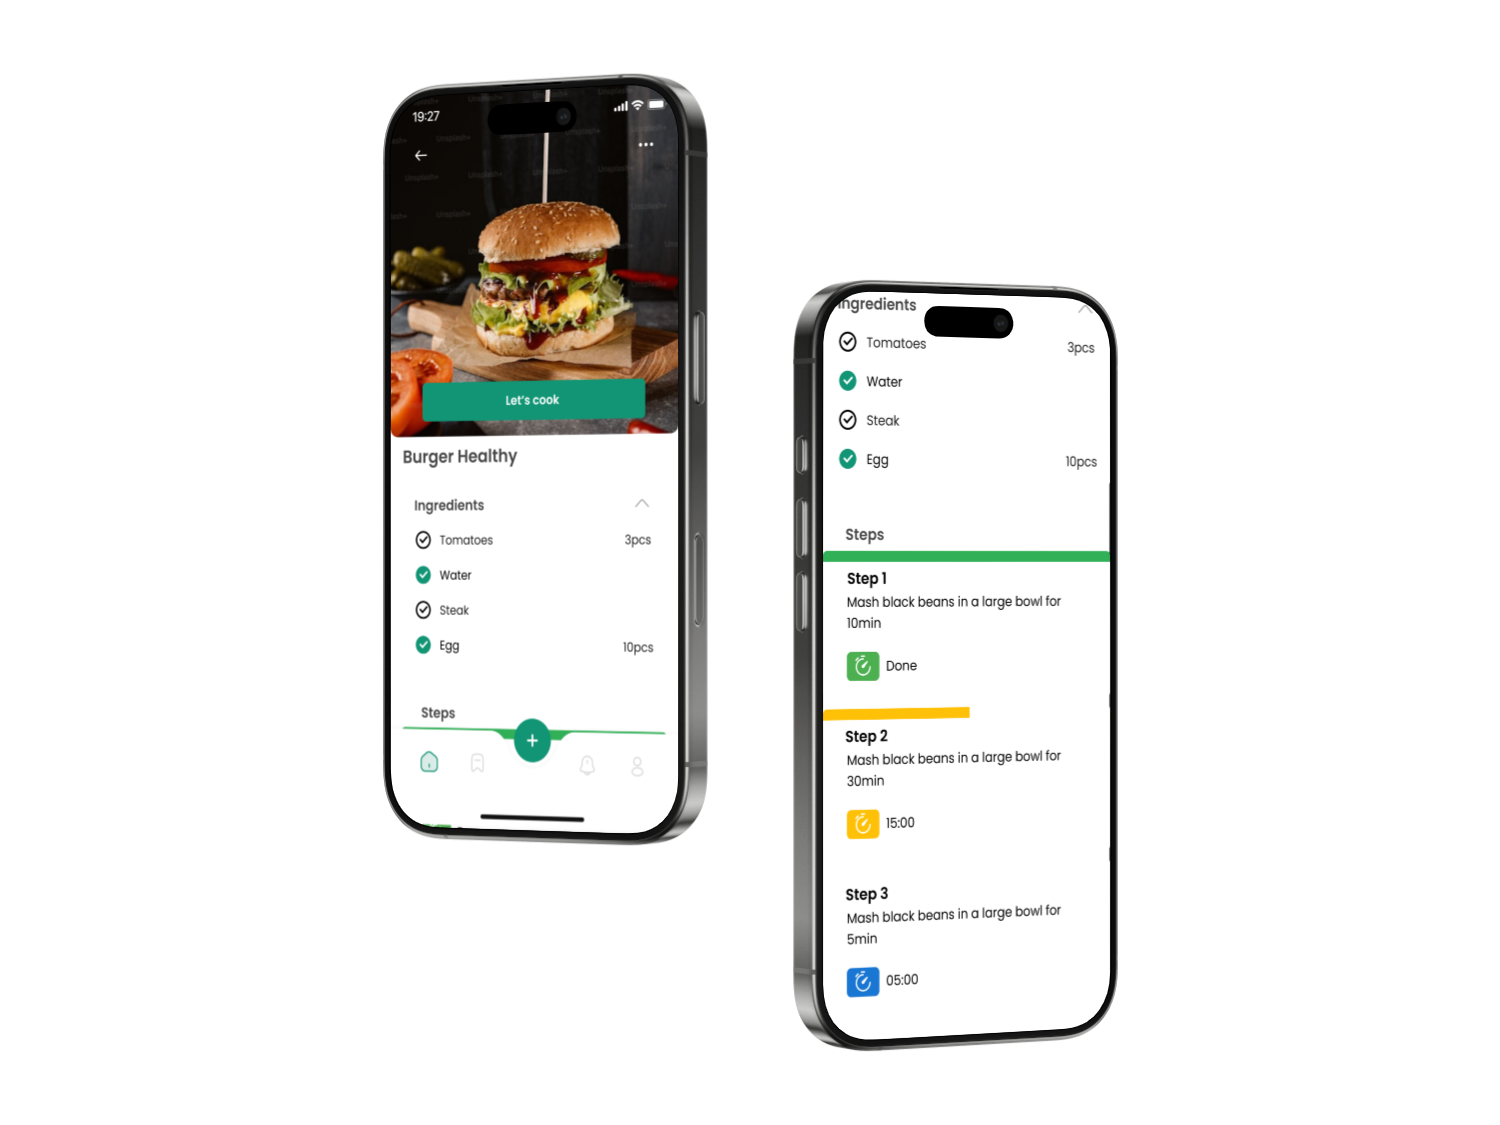 19:27
Let's cook
Burger Healthy
Ingredients
Tomatoes 3pcs
Water
Steak
Egg 10pcs
Steps
Ingredients
Tomatoes 3pcs
Water
Steak
Egg 10pcs
Steps
Step 1
Mash black beans in a large bowl for
10min
Done
Step 2
Mash black beans in a large bowl for
30min
15:00
Step 3
Mash black beans in a large bowl for
5min
05:00